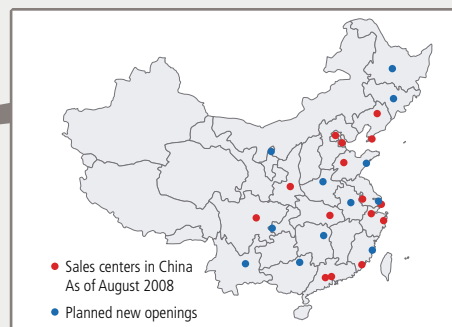 Sales centers in China
As of August 2008
Planned new openings